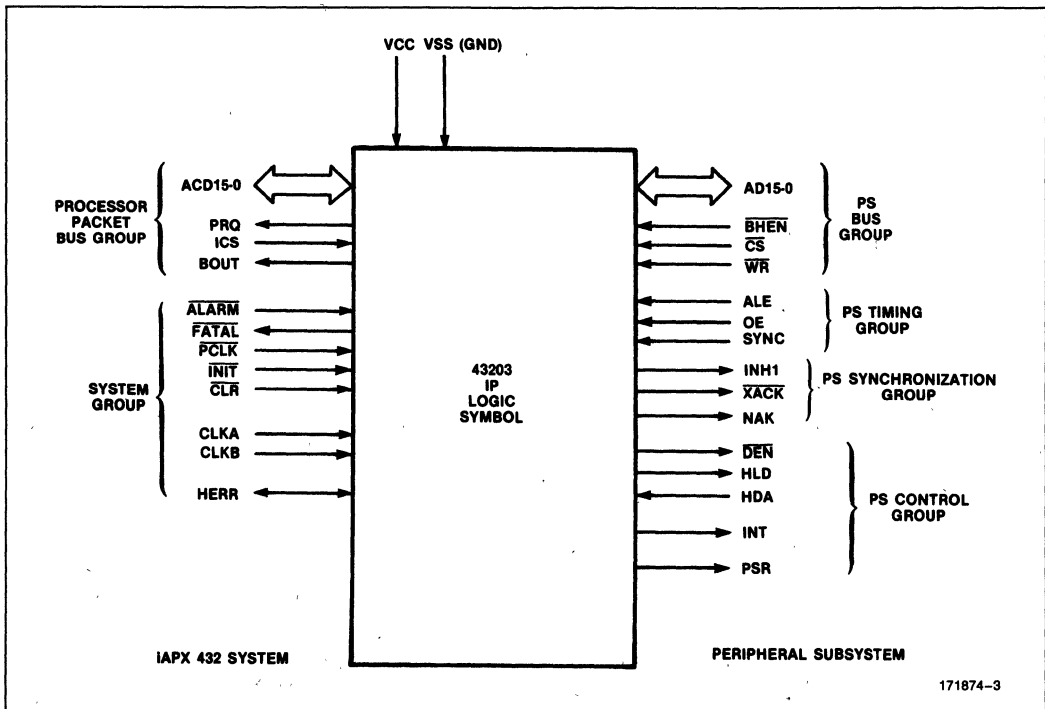 VCC VSS (GND)
PROCESSOR
PACKET
BUS GROUP
ACD15-0
PRQ
ICS
BOUT
SYSTEM
GROUP
ALARM
FATAL
PCLK
INIT
CLR
CLKA
CLKB
HERR
43203
IP
LOGIC
SYMBOL
AD15-0
BHEN
CS
WR
PS
BUS
GROUP
ALE
OE
SYNC
PS TIMING
GROUP
INH1
XACK
NAK
PS SYNCHRONIZATION
GROUP
DEN
HLD
HDA
INT
PSR
PS CONTROL
GROUP
iAPX 432 SYSTEM
PERIPHERAL SUBSYSTEM
171874-3